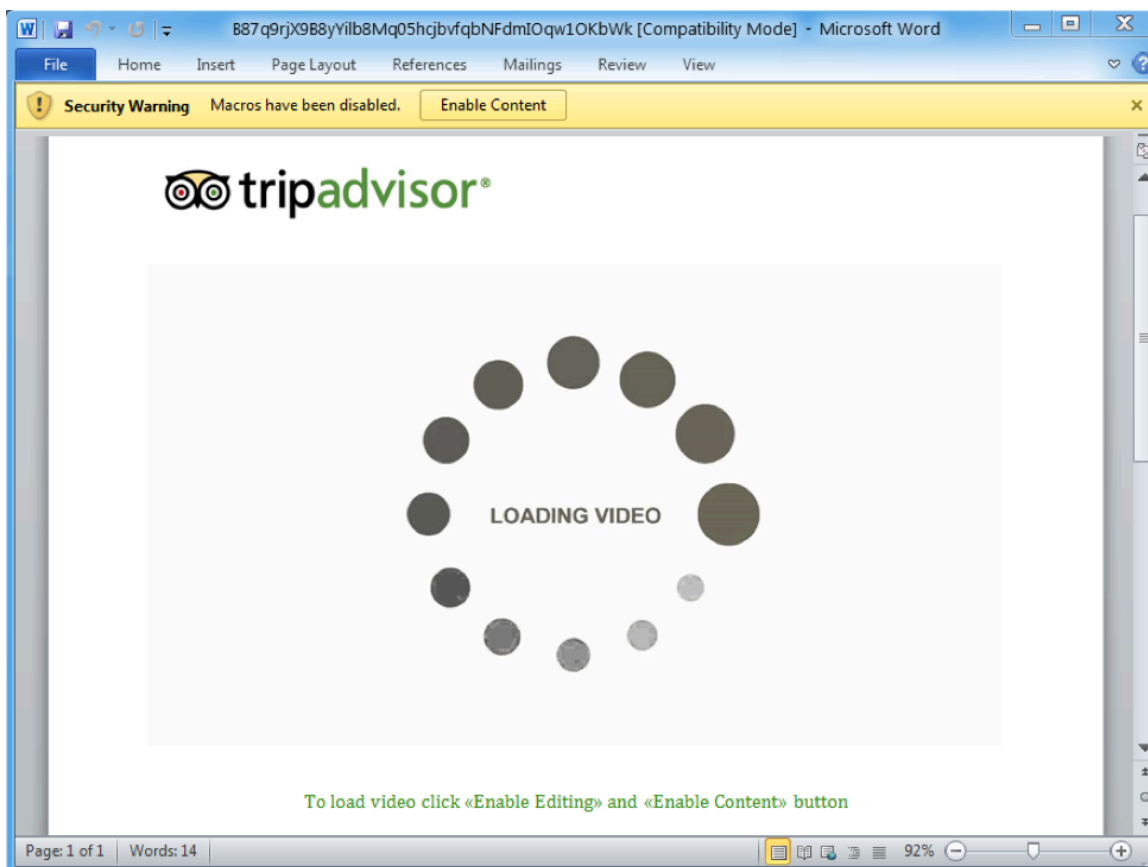 B87q9rjX9B8yYilb8Mq05hcjbvfqbNFdmIOqw1OKbWk [Compatibility Mode] - Microsoft Word
File Home Insert Page Layout References Mailings Review View
Security Warning Macros have been disabled. Enable Content
tripadvisor®
LOADING VIDEO
To load video click «Enable Editing» and «Enable Content» button
Page: 1 of 1 Words: 14 92%